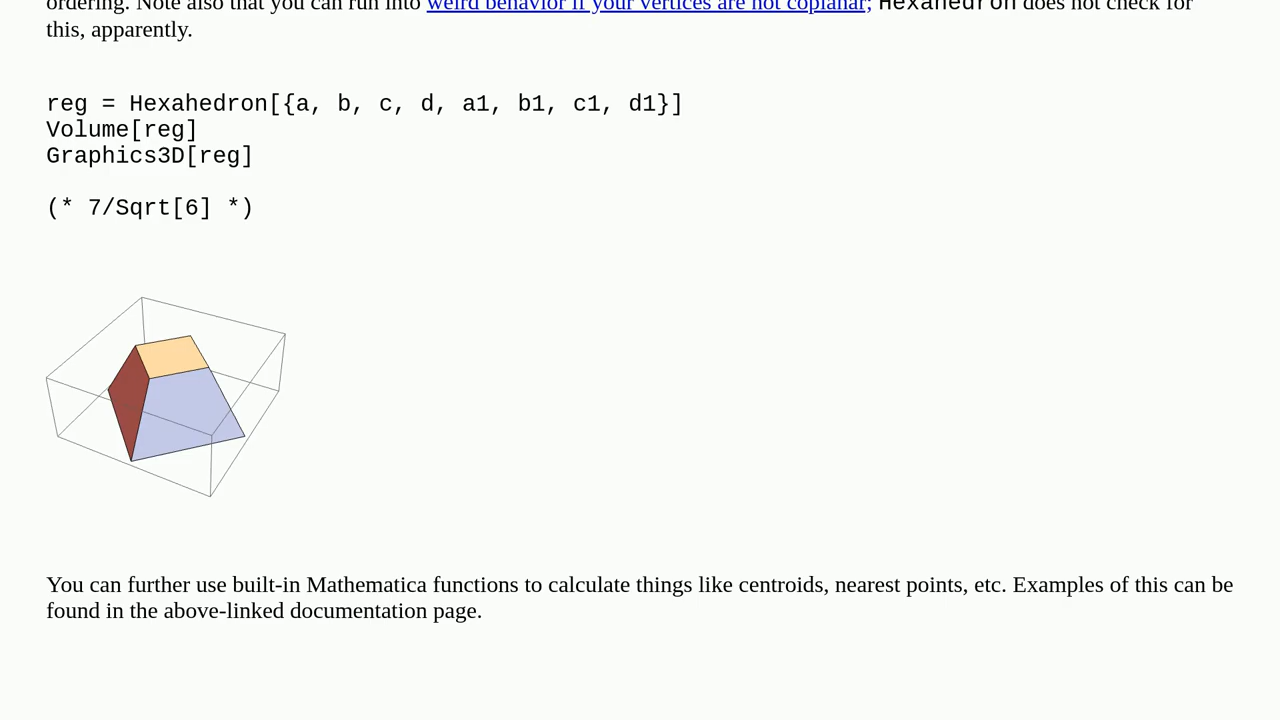 ordering. Note also that you can run into weird behavior if your vertices are not coplanar; Hexahedron does not check for
this, apparently.
reg = Hexahedron[{a, b, c, d, a1, b1, c1, d1}]
Volume[reg]
Graphics3D[reg]
(* 7/Sqrt[6] *)
You can further use built-in Mathematica functions to calculate things like centroids, nearest points, etc. Examples of this can be
found in the above-linked documentation page.